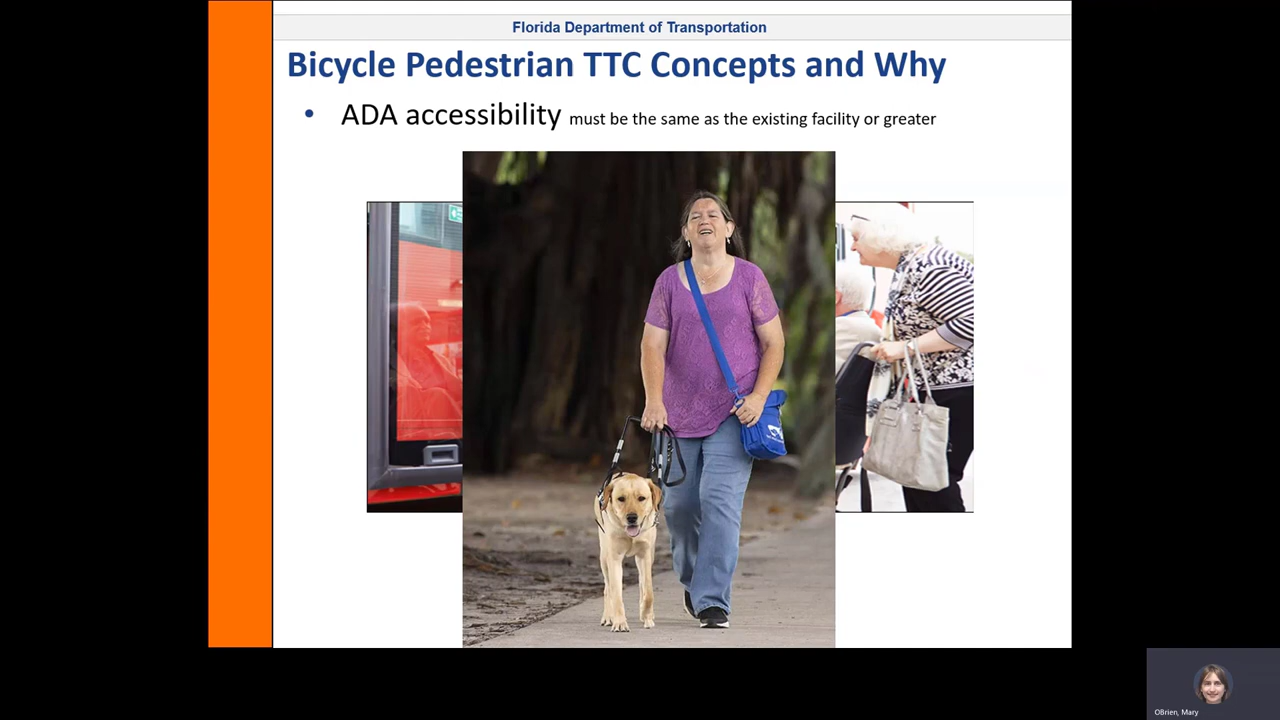 Florida Department of Transportation
Bicycle Pedestrian TTC Concepts and Why
• ADA accessibility must be the same as the existing facility or greater
OBrien, Mary